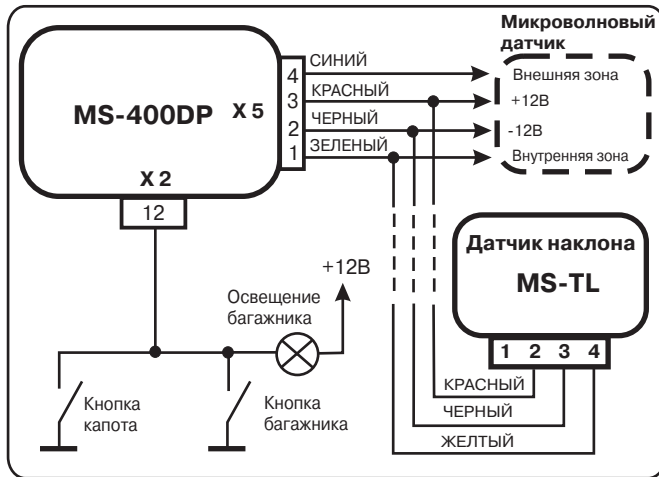 Микроволновый
датчик
MS-400DP
X 5
4
СИНИЙ
Внешняя зона
3
КРАСНЫЙ
+12В
2
ЧЕРНЫЙ
-12В
1
ЗЕЛЕНЫЙ
Внутренняя зона
X 2
12
Датчик наклона
MS-TL
1 2 3 4
+12В
Освещение
багажника
Кнопка
капота
Кнопка
багажника
КРАСНЫЙ
ЧЕРНЫЙ
ЖЕЛТЫЙ